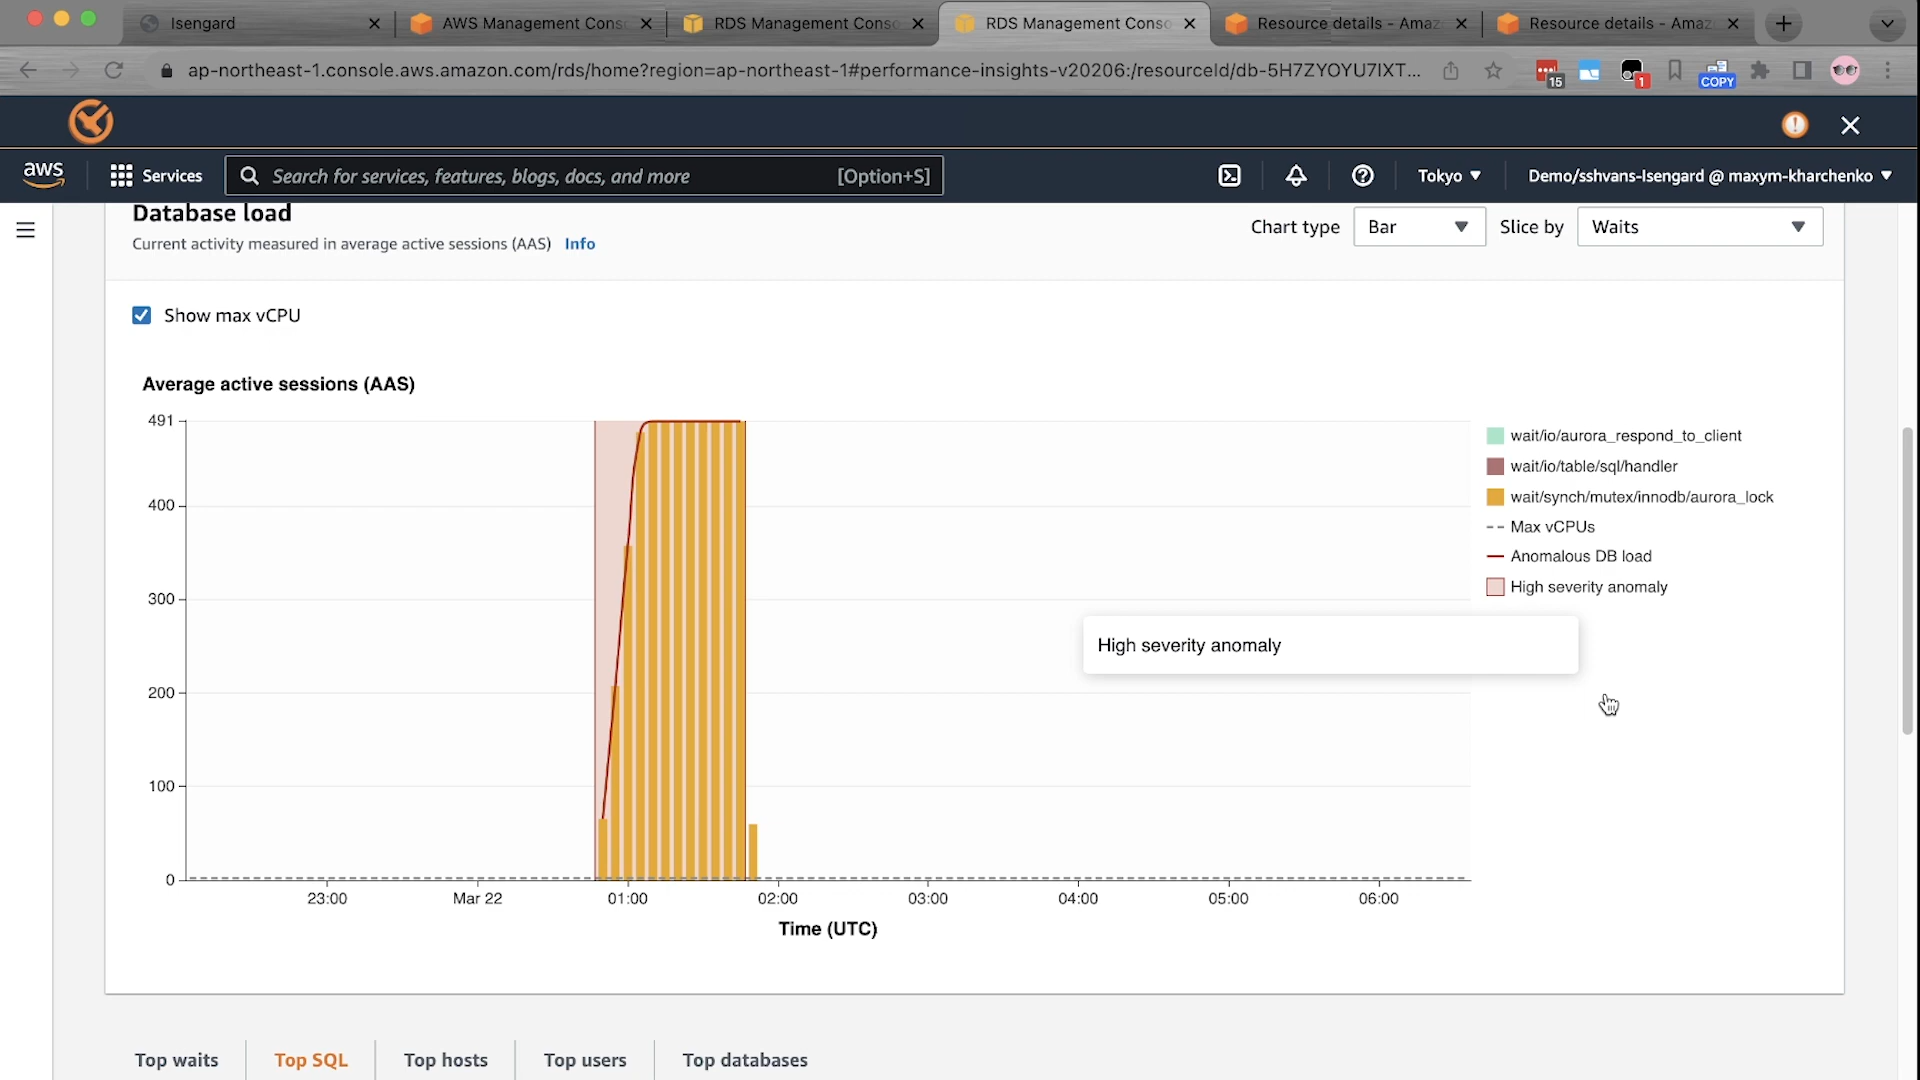 Isengard
AWS Management Cons
RDS Management Conso
RDS Management Conso
Resource details - Amaz
Resource details - Amaz
ap-northeast-1.console.aws.amazon.com/rds/home?region=ap-northeast-1#performance-insights-v20206:/resourceId/db-5H7ZYOYU7IXT...
15
1
COPY
aws
Services
Search for services, features, blogs, docs, and more
[Option+S]
Tokyo
Demo/sshvans-Isengard @ maxym-kharchenko
Database load
Current activity measured in average active sessions (AAS) Info
Chart type
Bar
Slice by
Waits
Show max vCPU
Average active sessions (AAS)
491
400
300
200
100
0
23:00
Mar 22
01:00
02:00
03:00
04:00
05:00
06:00
Time (UTC)
wait/io/aurora_respond_to_client
wait/io/table/sql/handler
wait/synch/mutex/innodb/aurora_lock
Max vCPUs
Anomalous DB load
High severity anomaly
High severity anomaly
Top waits
Top SQL
Top hosts
Top users
Top databases